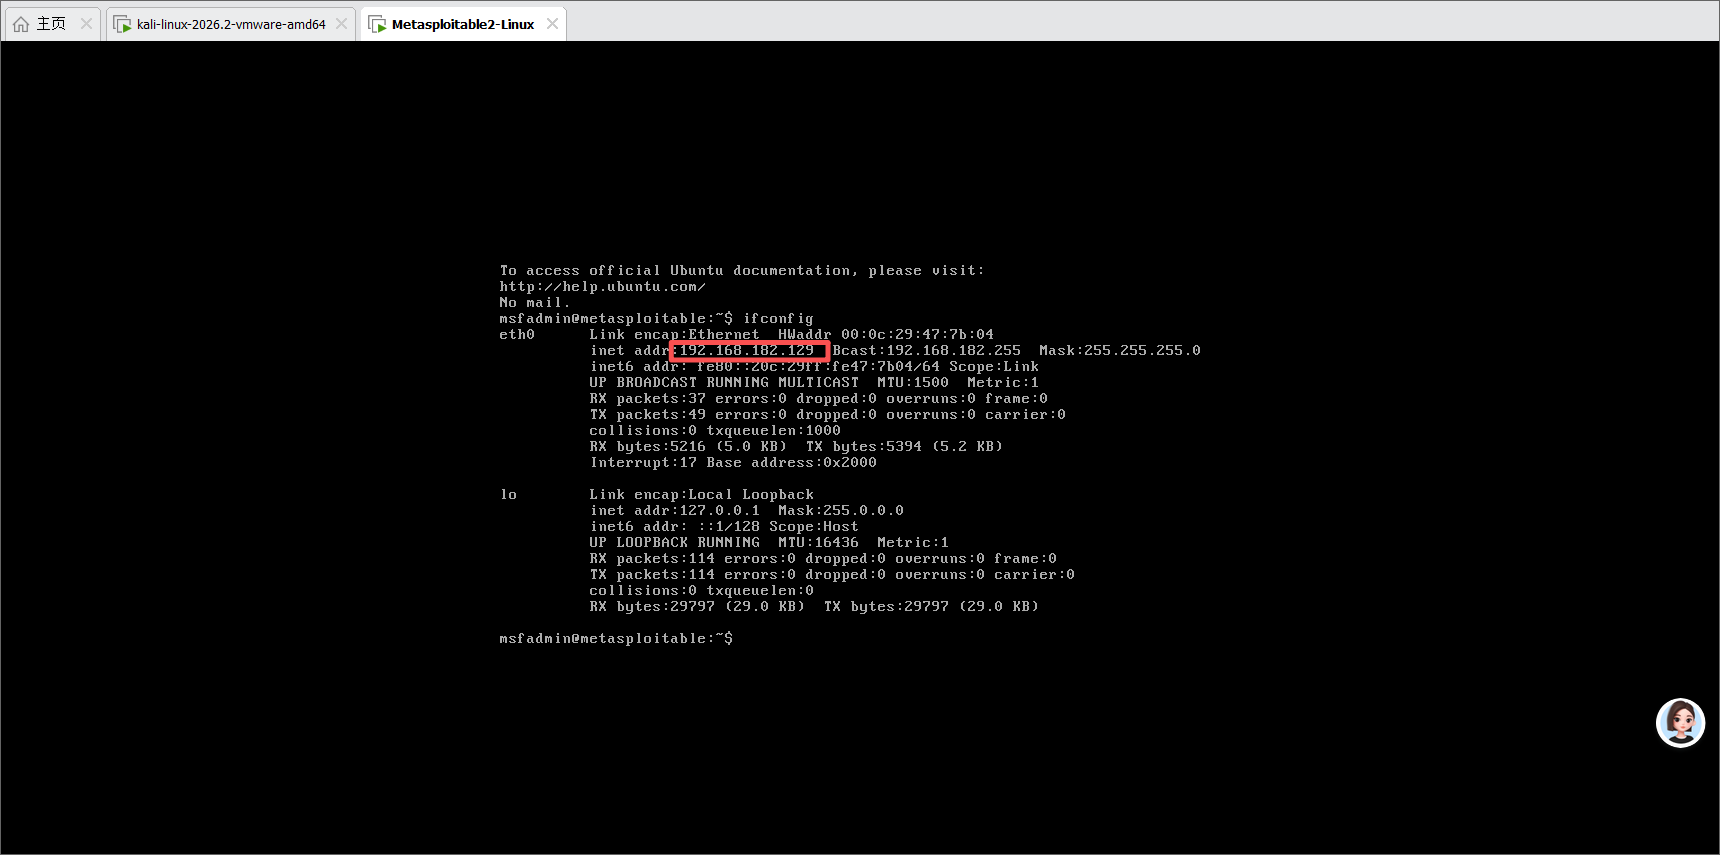 主页
kali-linux-2026.2-vmware-amd64
Metasploitable2-Linux
To access official Ubuntu documentation, please visit:
http://help.ubuntu.com/
No mail.
msfadmin@metasploitable:~$ ifconfig
eth0      Link encap:Ethernet  HWaddr 00:0c:29:47:7b:04
          inet addr:192.168.182.129  Bcast:192.168.182.255  Mask:255.255.255.0
          inet6 addr: fe80::20c:29ff:fe47:7b04/64 Scope:Link
          UP BROADCAST RUNNING MULTICAST  MTU:1500  Metric:1
          RX packets:37 errors:0 dropped:0 overruns:0 frame:0
          TX packets:49 errors:0 dropped:0 overruns:0 carrier:0
          collisions:0 txqueuelen:1000
          RX bytes:5216 (5.0 KB)  TX bytes:5394 (5.2 KB)
          Interrupt:17 Base address:0x2000
lo        Link encap:Local Loopback
          inet addr:127.0.0.1  Mask:255.0.0.0
          inet6 addr: ::1/128 Scope:Host
          UP LOOPBACK RUNNING  MTU:16436  Metric:1
          RX packets:114 errors:0 dropped:0 overruns:0 frame:0
          TX packets:114 errors:0 dropped:0 overruns:0 carrier:0
          collisions:0 txqueuelen:0
          RX bytes:29797 (29.0 KB)  TX bytes:29797 (29.0 KB)
msfadmin@metasploitable:~$